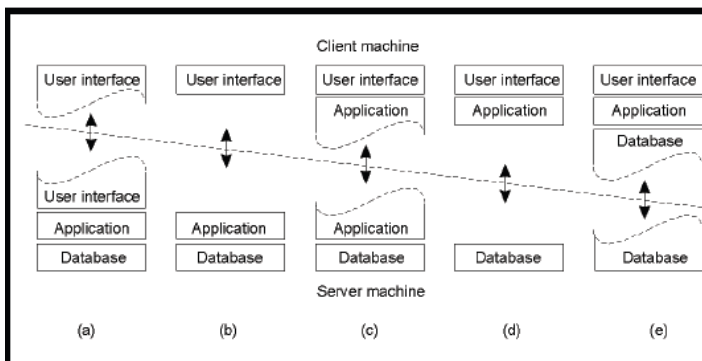 Client machine
User interface User interface User interface User interface User interface
Application Application Application
Database
User interface
Application Application Application
Database Database Database Database Database
Server machine
(a) (b) (c) (d) (e)